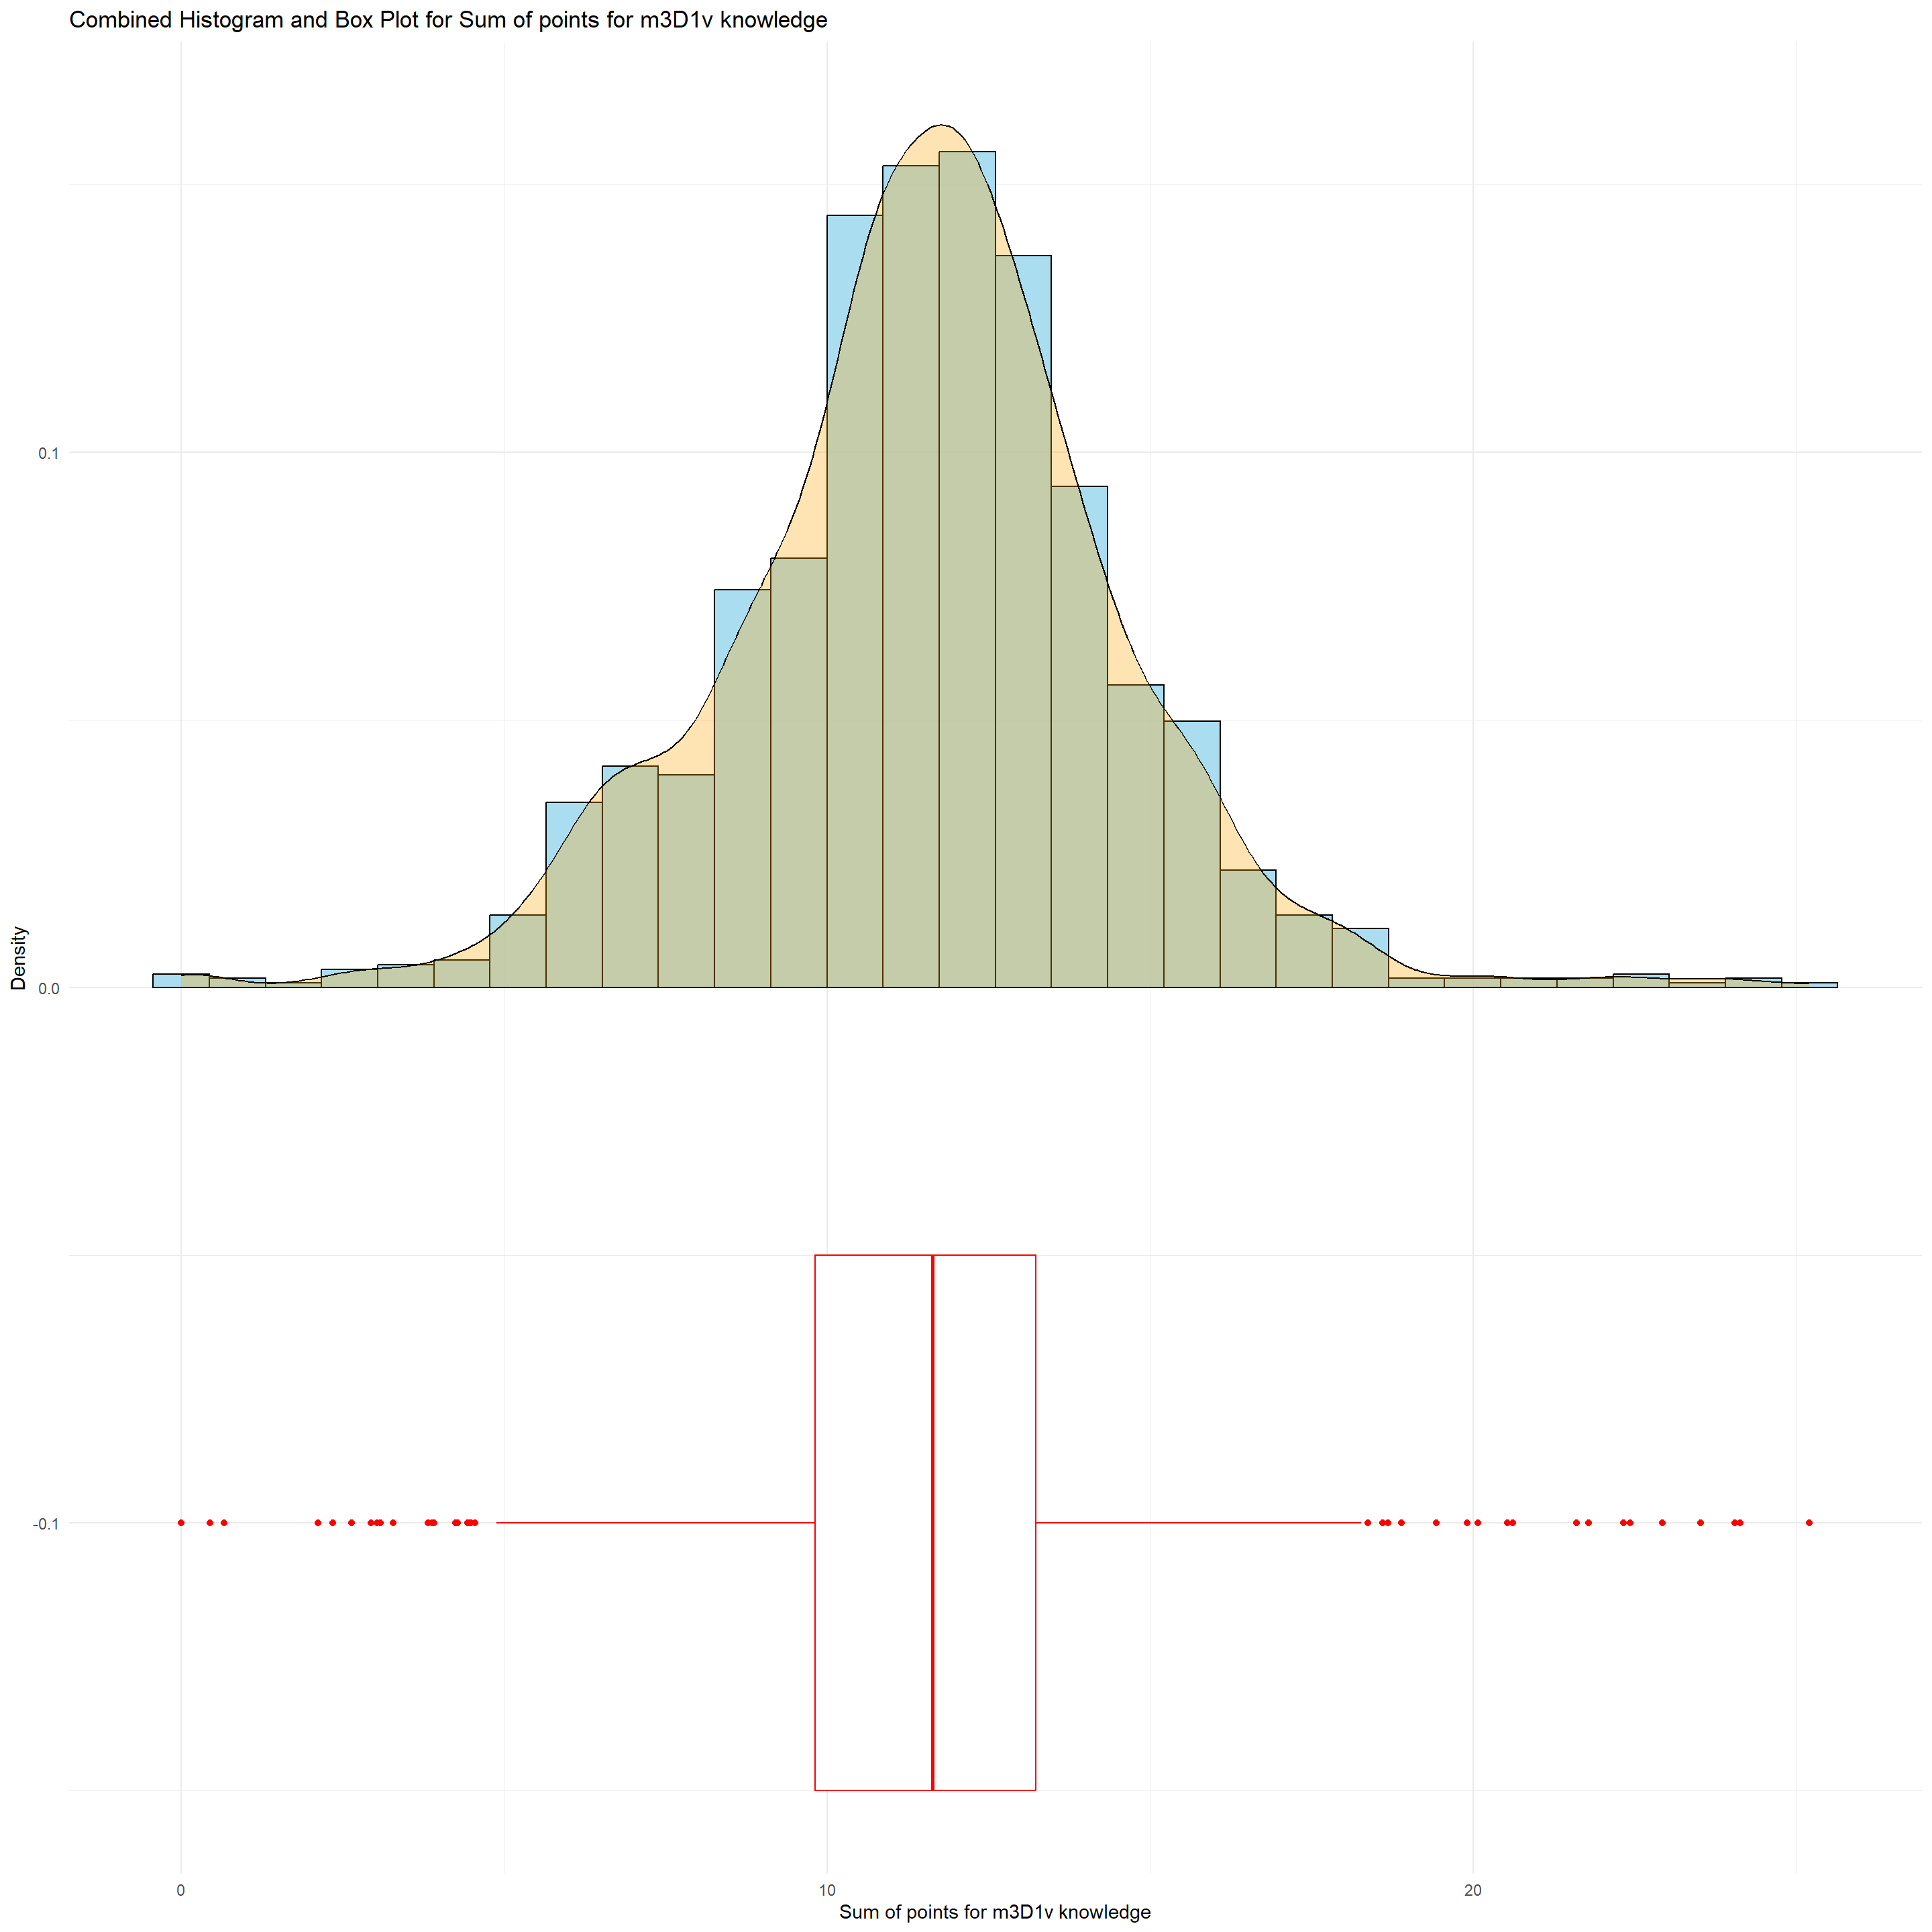 Combined Histogram and Box Plot for Sum of points for m3D1v knowledge
Density
0.1
0.0
-0.1
0
10
20
Sum of points for m3D1v knowledge